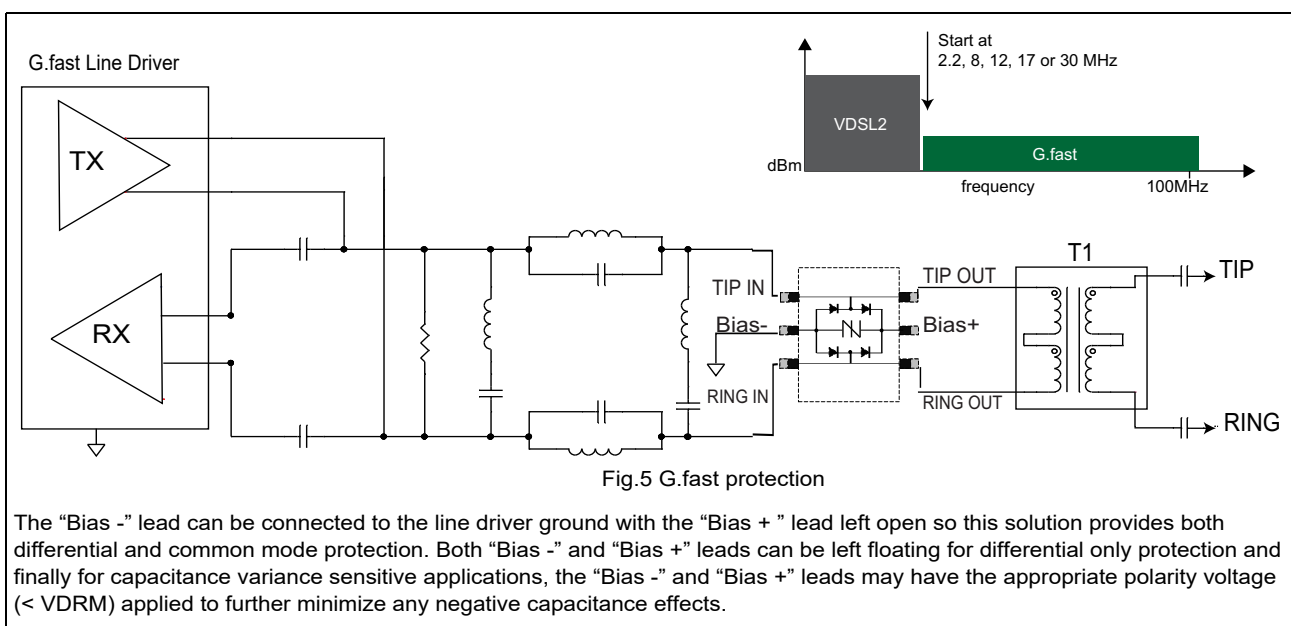 G.fast Line Driver
TX
RX
Start at
2.2, 8, 12, 17 or 30 MHz
VDSL2
G.fast
dBm
frequency
100MHz
TIP IN
Bias-
RING IN
TIP OUT
Bias+
RING OUT
T1
TIP
RING
Fig.5 G.fast protection
The “Bias -” lead can be connected to the line driver ground with the “Bias + ” lead left open so this solution provides both
differential and common mode protection. Both “Bias -” and “Bias +” leads can be left floating for differential only protection and
finally for capacitance variance sensitive applications, the “Bias -” and “Bias +” leads may have the appropriate polarity voltage
(< VDRM) applied to further minimize any negative capacitance effects.